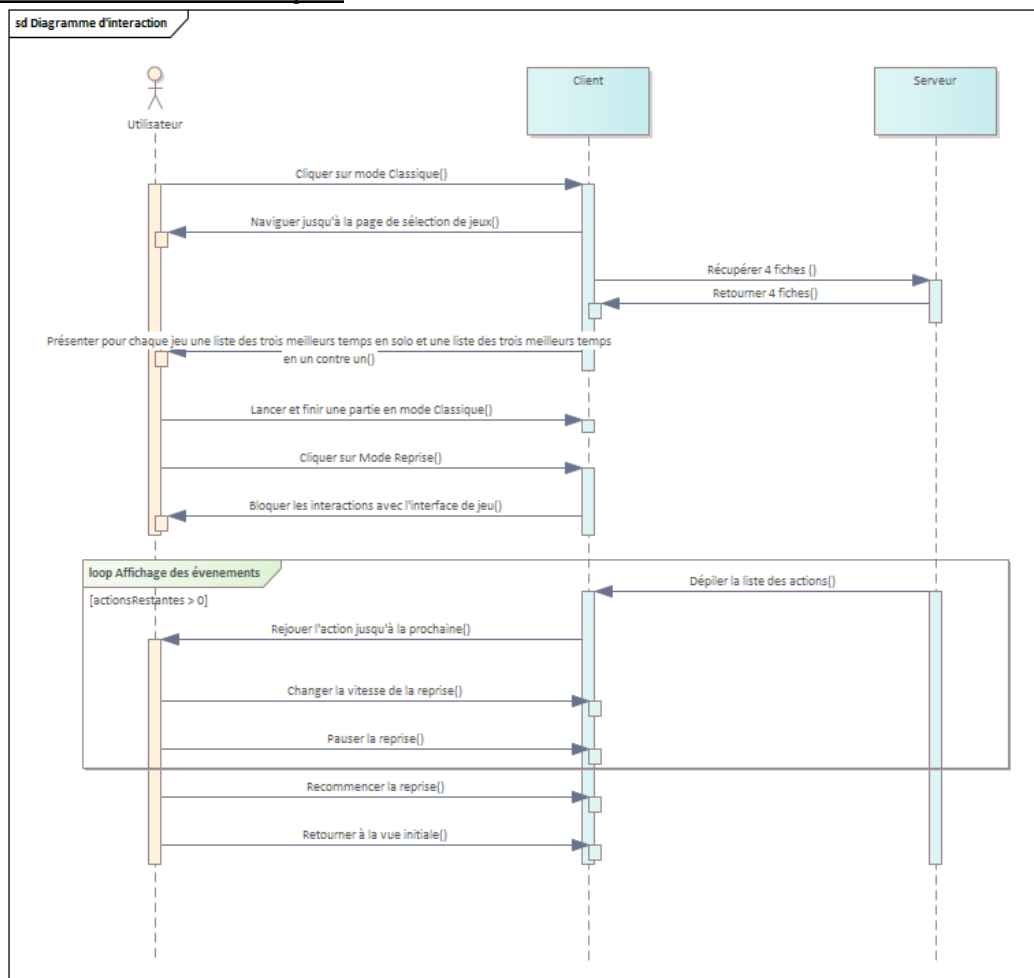 sd Diagramme d'interaction
Utilisateur
Client
Serveur
Cliquer sur mode Classique()
Naviguer jusqu'à la page de sélection de jeux()
Récupérer 4 fiches ()
Retourner 4 fiches()
Présenter pour chaque jeu une liste des trois meilleurs temps en solo et une liste des trois meilleurs temps
en un contre un()
Lancer et finir une partie en mode Classique()
Cliquer sur Mode Reprise()
Bloquer les interactions avec l'interface de jeu()
loop Affichage des évenements
Dépiler la liste des actions()
[actionsRestantes > 0]
Rejouer l'action jusqu'à la prochaine()
Changer la vitesse de la reprise()
Pauser la reprise()
Recommencer la reprise()
Retourner à la vue initiale()